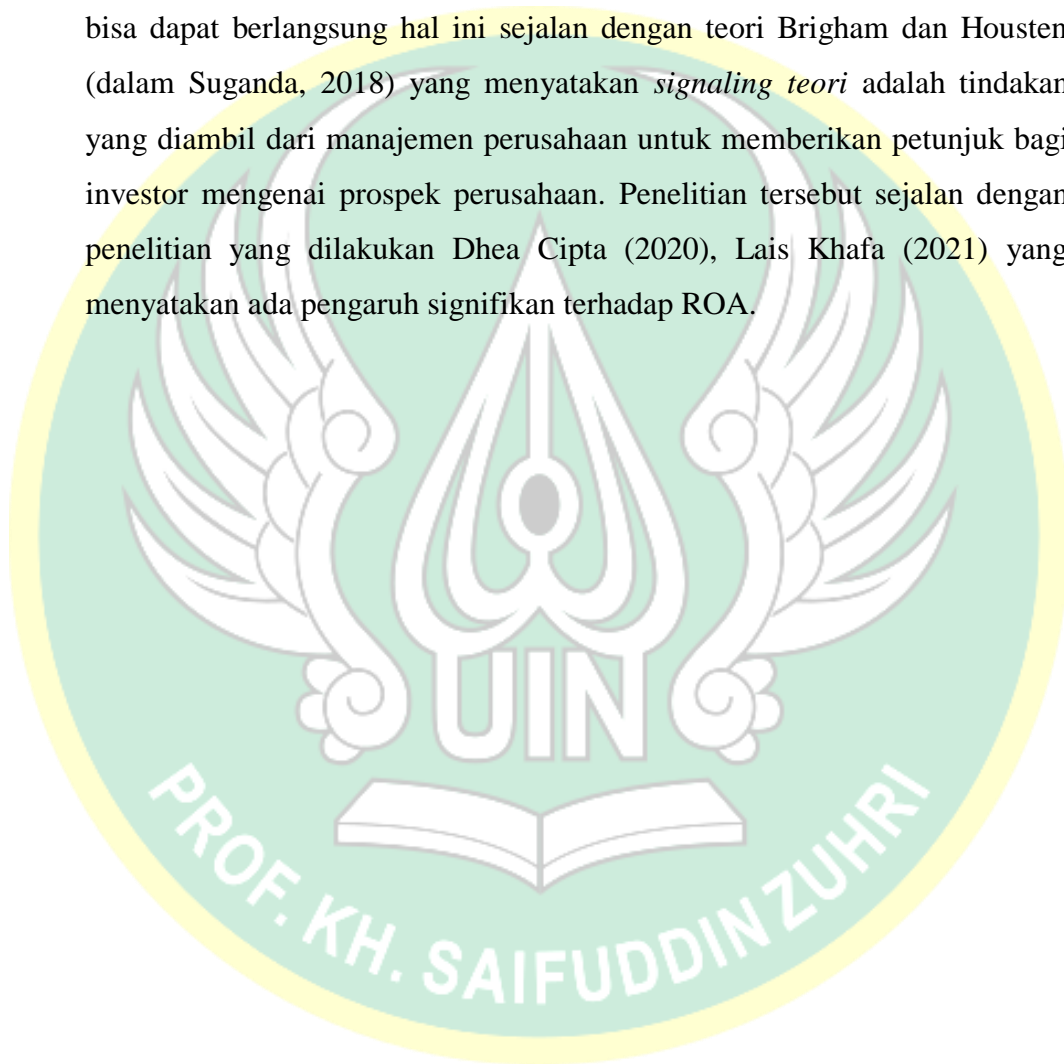 bisa dapat berlangsung hal ini sejalan dengan teori Brigham dan Housten
(dalam Suganda, 2018) yang menyatakan signaling teori adalah tindakan
yang diambil dari manajemen perusahaan untuk memberikan petunjuk bagi
investor mengenai prospek perusahaan. Penelitian tersebut sejalan dengan
penelitian yang dilakukan Dhea Cipta (2020), Lais Khafa (2021) yang
menyatakan ada pengaruh signifikan terhadap ROA.
UIN
PROF. KH. SAIFUDDIN ZUHRI